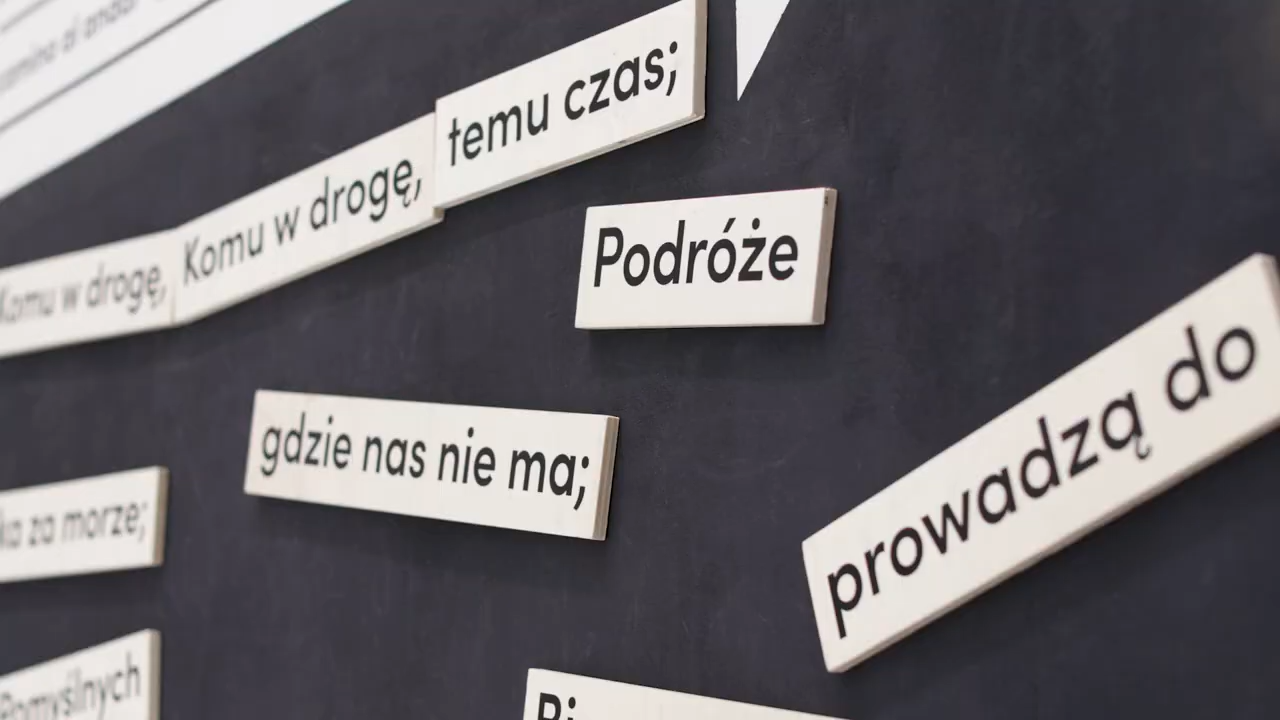 Komu w drogę, Komu w drogę, temu czas;
Podróże
gdzie nas nie ma;
prowadzą do
za morze;
Pomyślnych